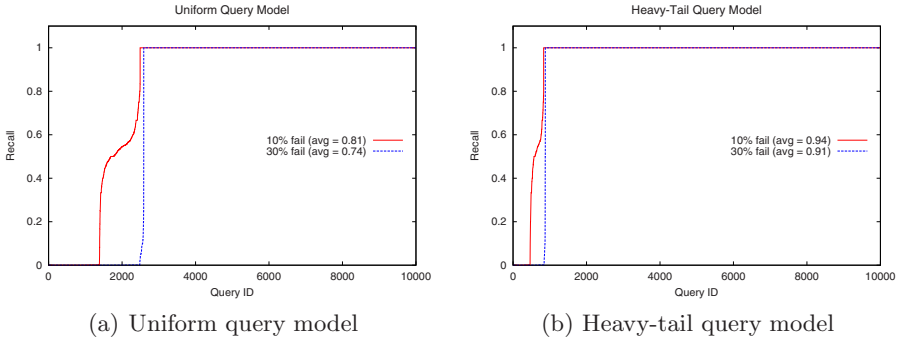 Uniform Query Model
1
0.8
0.6
0.4
0.2
0
Recall
10% fail (avg = 0.81)
30% fail (avg = 0.74)
0 2000 4000 6000 8000 10000
Query ID
(a) Uniform query model
Heavy-Tail Query Model
1
0.8
0.6
0.4
0.2
0
Recall
10% fail (avg = 0.94)
30% fail (avg = 0.91)
0 2000 4000 6000 8000 10000
Query ID
(b) Heavy-tail query model